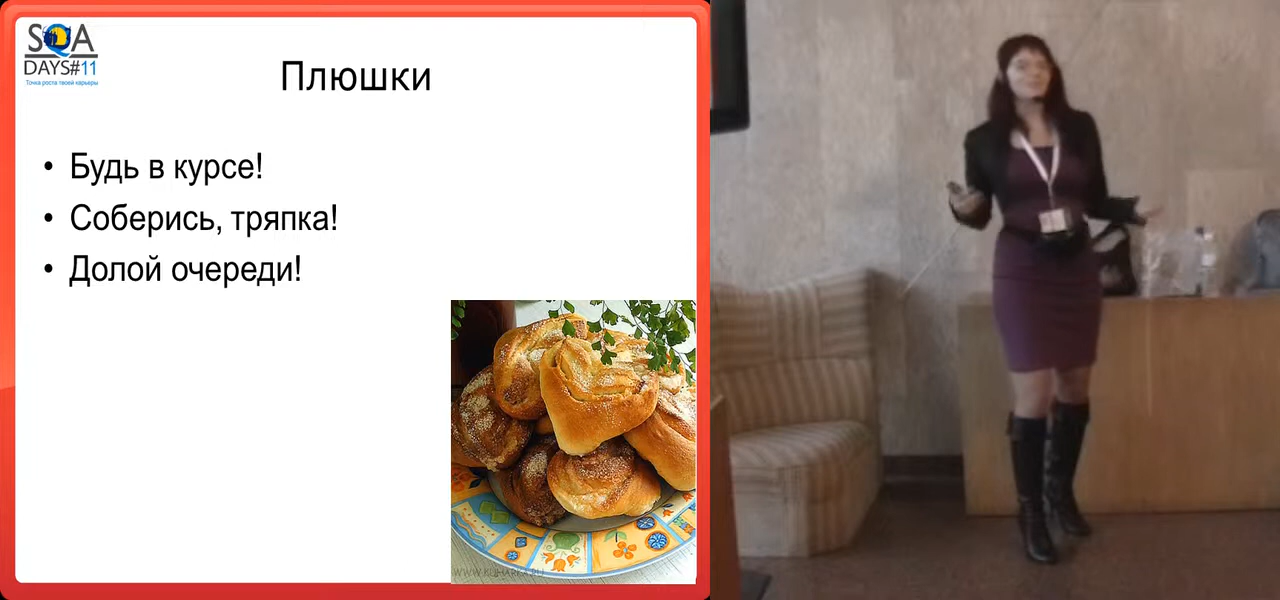 SQA
DAYS#11
Точка роста твоей карьеры
Плюшки
• Будь в курсе!
• Соберись, тряпка!
• Долой очереди!